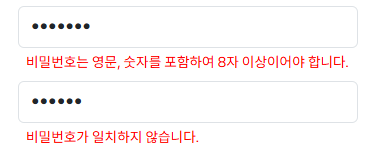 •••••••
비밀번호는 영문, 숫자를 포함하여 8자 이상이어야 합니다.
••••••
비밀번호가 일치하지 않습니다.